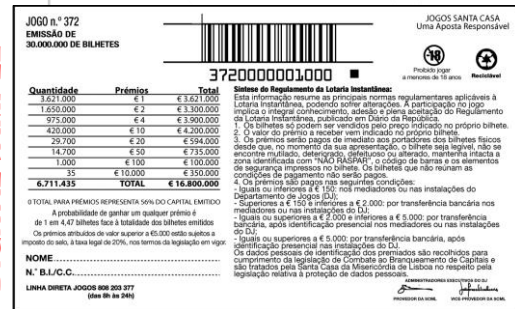 JOGO n.º 372
EMISSÃO DE
30.000.000 DE BILHETES
3720000001000
JOGOS SANTA CASA
Uma Aposta Responsável
18
Proibido jogar
a menores de 18 anos
Reciclável
Quantidade Prémios Total
3.621.000 € 1 € 3.621.000
1.650.000 € 2 € 3.300.000
975.000 € 4 € 3.900.000
420.000 € 10 € 4.200.000
29.700 € 20 € 594.000
14.700 € 50 € 735.000
1.000 € 100 € 100.000
35 € 10.000 € 350.000
6.711.435 TOTAL € 16.800.000
O TOTAL PARA PRÉMIOS REPRESENTA 56% DO CAPITAL EMITIDO
A probabilidade de ganhar um qualquer prémio é
de 1 em 4,47 bilhetes face à totalidade dos bilhetes emitidos
Os prémios atribuídos de valor superior a €5.000 estão sujeitos a
imposto do selo, à taxa legal de 20%, nos termos da legislação em vigor.
NOME
N.º B.I./C.C.
LINHA DIRETA JOGOS 808 203 377
(das 8h às 24h)
Síntese do Regulamento da Lotaria Instantânea:
Esta informação resume as principais normas regulamentares aplicáveis à
Lotaria Instantânea, podendo sofrer alterações. A participação no jogo
implica o integral conhecimento, adesão e plena aceitação do Regulamento
da Lotaria Instantânea, publicado em Diário da República.
1. Os bilhetes só podem ser vendidos pelo preço indicado no próprio bilhete.
2. O valor do prémio a receber vem indicado no próprio bilhete.
3. Os prémios serão pagos de imediato aos portadores dos bilhetes físicos
desde que, no momento da sua apresentação, o bilhete seja legível, não se
encontre mutilado, deteriorado, defeituoso ou alterado, mantenha intacta a
zona identificada com "NÃO RASPAR", o código de barras e os elementos
de segurança impressos no bilhete. Os bilhetes que não reúnam as
condições de pagamento não serão pagos.
4. Os prémios são pagos nas seguintes condições:
- Iguais ou inferiores a € 150: nos mediadores ou nas instalações do
Departamento de Jogos (DJ);
- Superiores a € 150 e inferiores a € 2.000: por transferência bancária nos
mediadores ou nas instalações do DJ;
- Iguais ou superiores a € 2.000 e inferiores a € 5.000: por transferência
bancária, após identificação presencial nos mediadores ou nas instalações
do DJ;
- Iguais ou superiores a € 5.000: por transferência bancária, após
identificação presencial nas instalações do DJ.
Os dados pessoais de identificação dos premiados são recolhidos para
cumprimento da legislação de Combate ao Branqueamento de Capitais e
são tratados pela Santa Casa da Misericórdia de Lisboa no respeito pela
legislação relativa à proteção de dados pessoais.
ADMINISTRADORES EXECUTIVOS DO DJ
PROVEDOR DA SCML VICE-PROVEDOR DA SCML